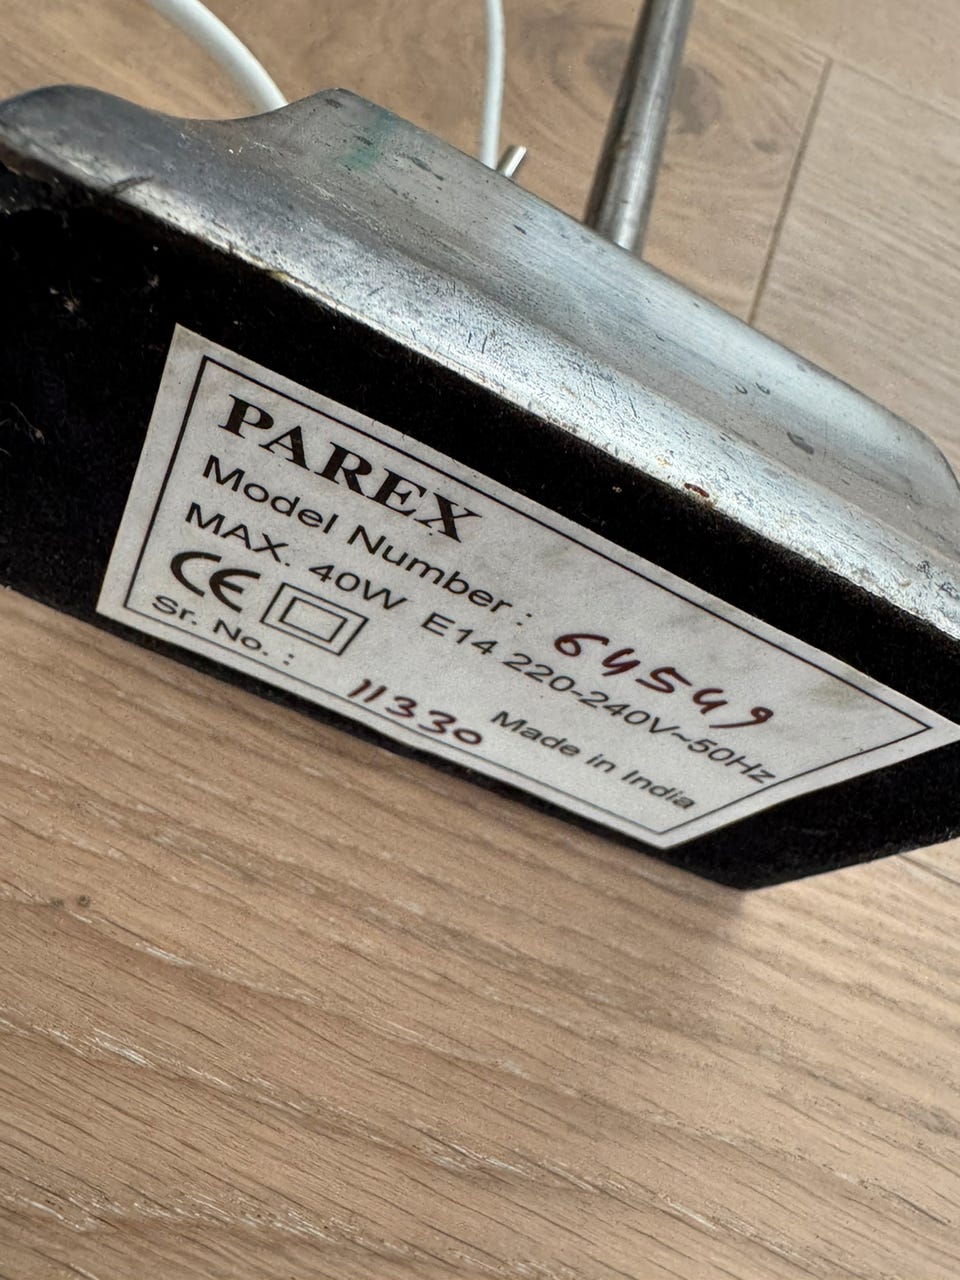 PAREX
Model Number : 64549
MAX. 40W E14 220-240V~50Hz
CE
Sr. No. : 11330 Made in India